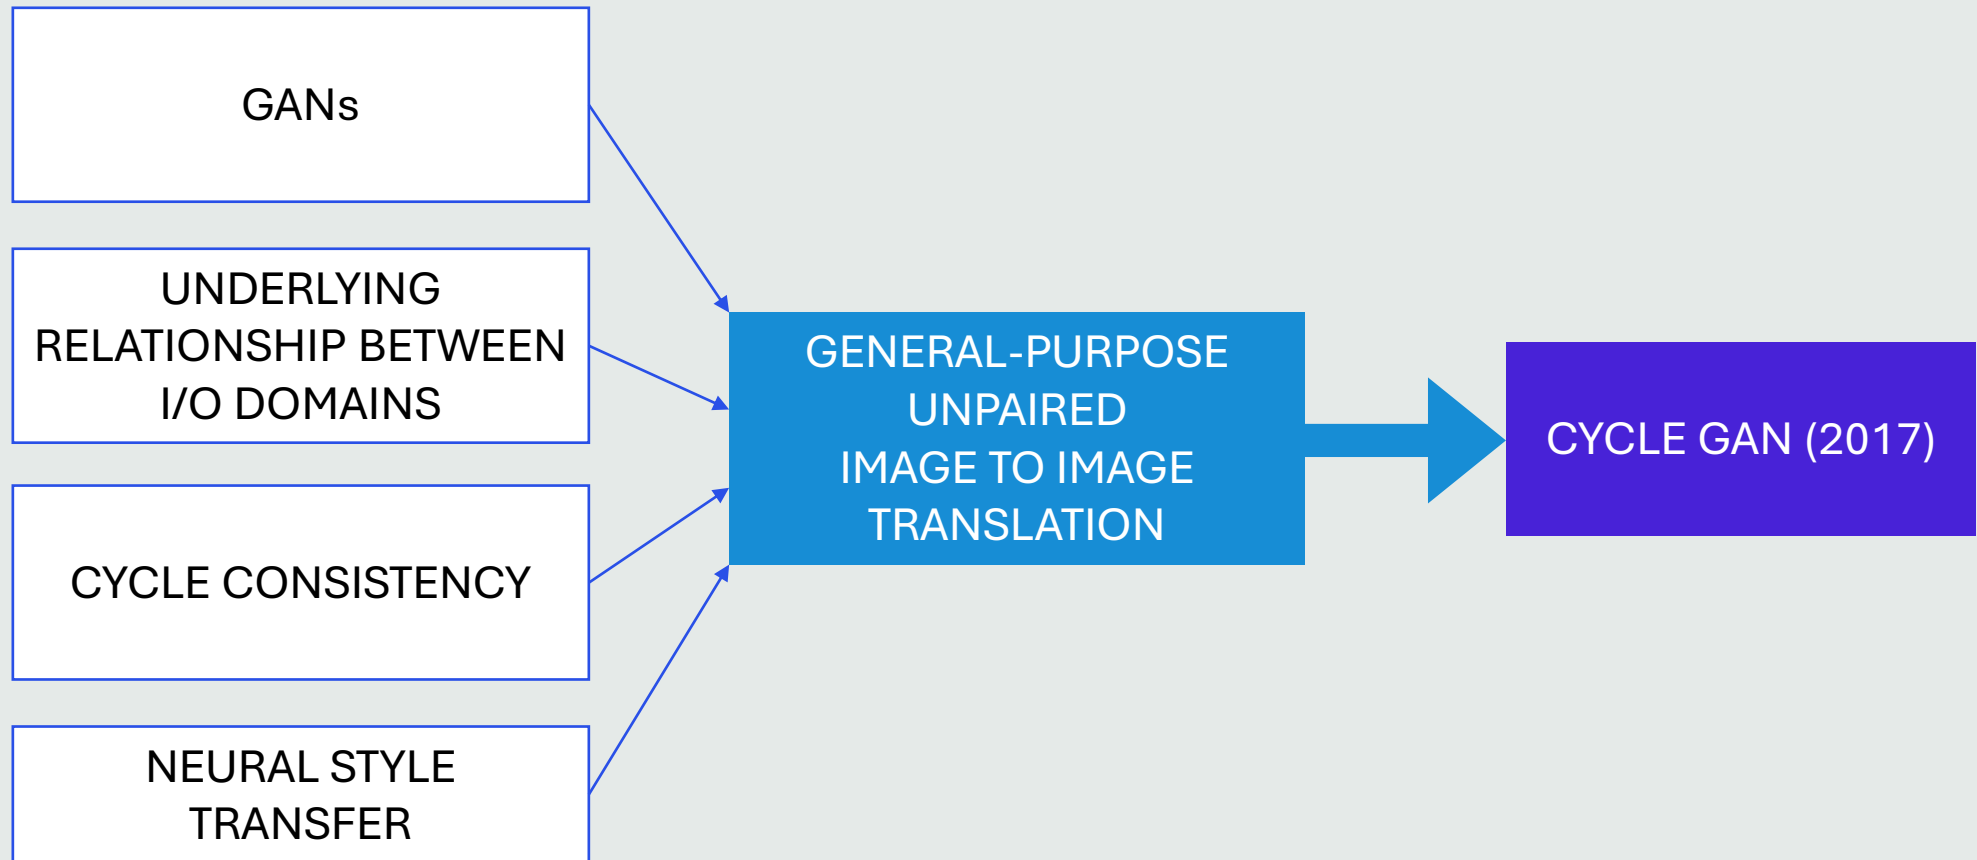 GANs
UNDERLYING
RELATIONSHIP BETWEEN
I/O DOMAINS
CYCLE CONSISTENCY
NEURAL STYLE
TRANSFER
GENERAL-PURPOSE
UNPAIRED
IMAGE TO IMAGE
TRANSLATION
CYCLE GAN (2017)